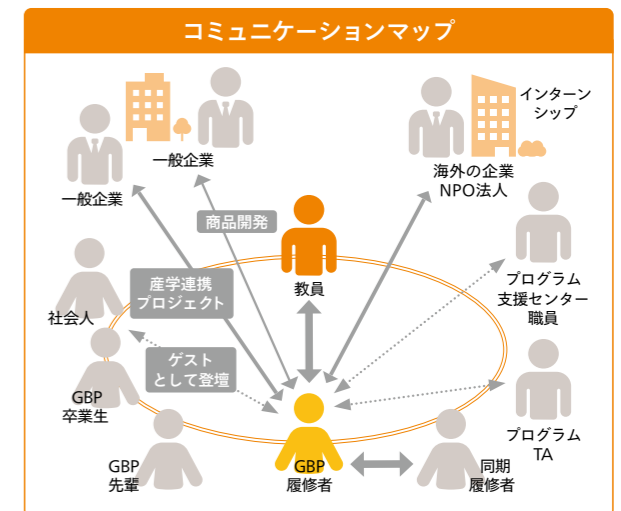 コミュニケーションマップ
インターン
シップ
一般企業
海外の企業
NPO法人
一般企業
商品開発
産学連携
プロジェクト
教員
プログラム
支援センター
職員
社会人
ゲスト
として登壇
GBP
卒業生
プログラム
TA
GBP
先輩
GBP
履修者
同期
履修者